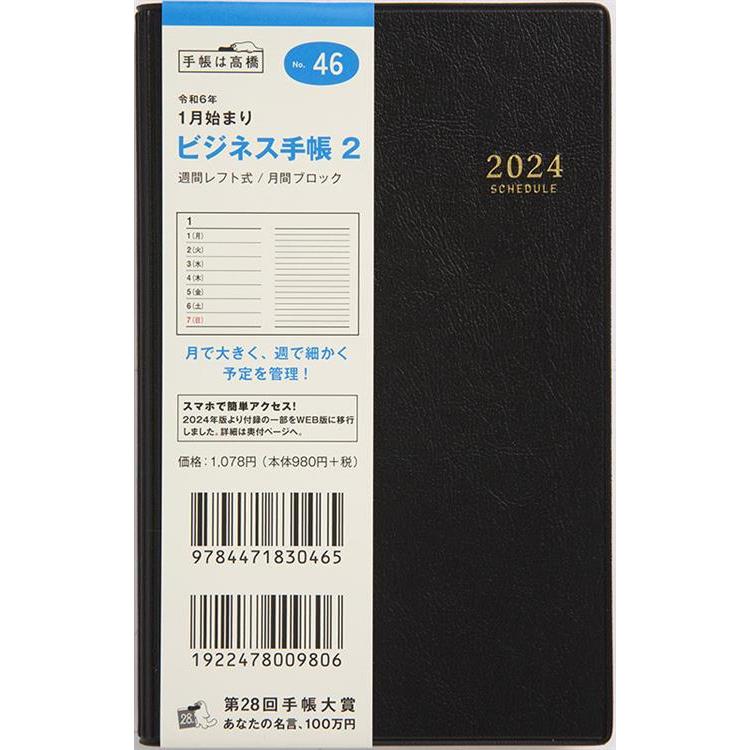 手帳は高橋
No. 46
令和6年
1月始まり
ビジネス手帳 2
週間レフト式 / 月間ブロック
1
1(月)
2(火)
3(水)
4(木)
5(金)
6(土)
7(日)
月で大きく、週で細かく
予定を管理!
スマホで簡単アクセス!
2024年版より付録の一部をWEB版に移行
しました。詳細は奥付ページへ。
価格:1,078円(本体980円+税)
9784471830465
1922478009806
28th
第28回手帳大賞
あなたの名言、100万円
2024
SCHEDULE